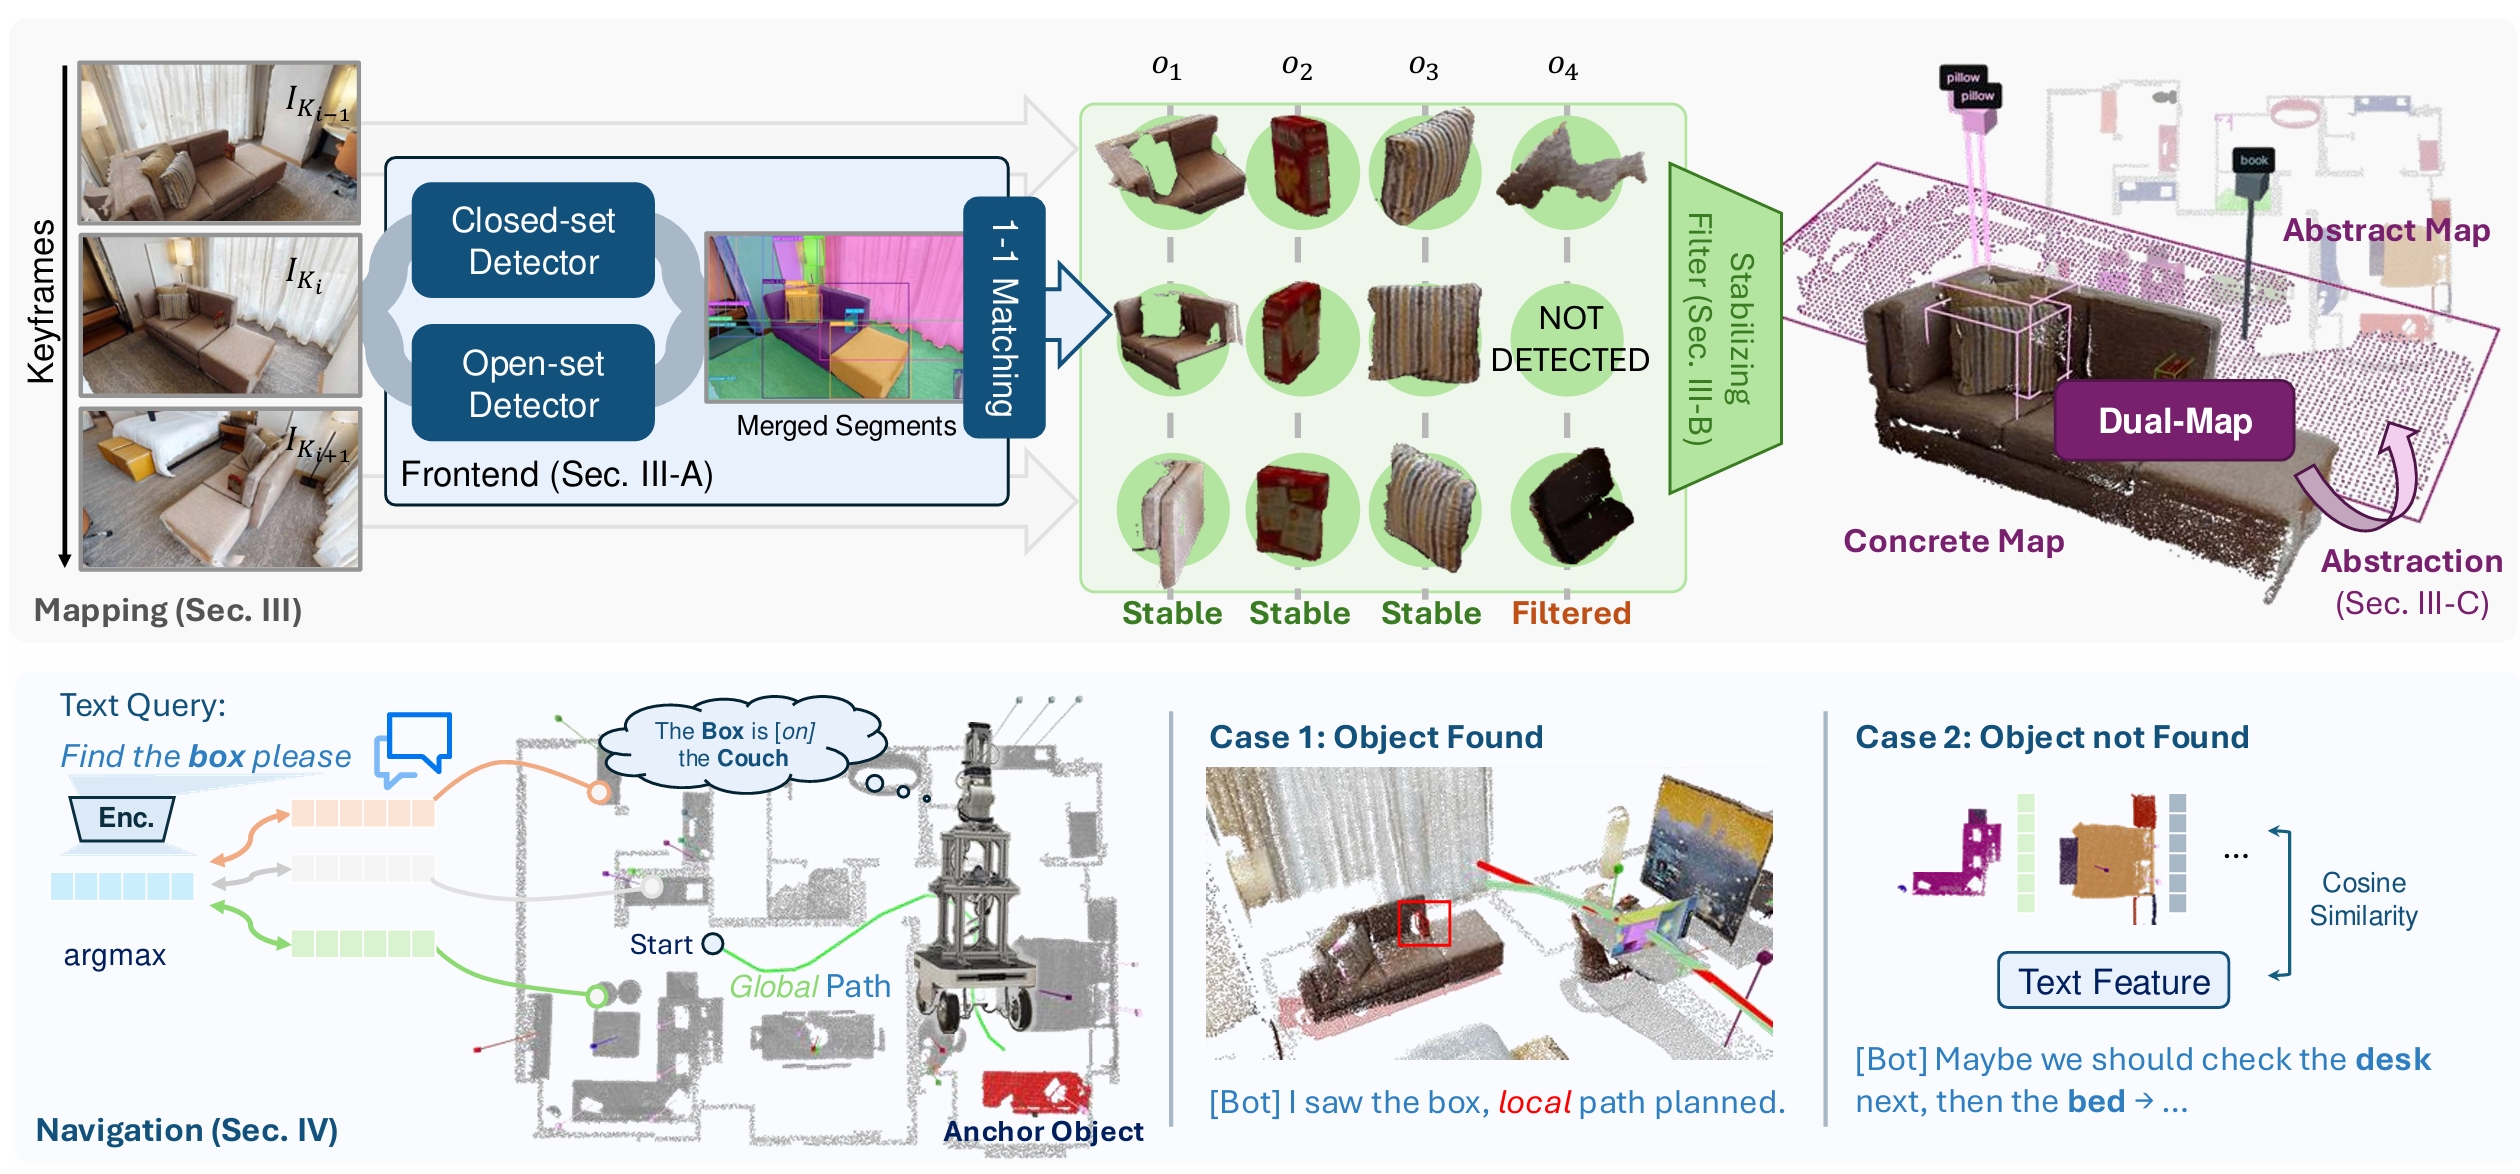 Keyframes
I_{K_{i-1}}
I_{K_i}
I_{K_{i+1}}
Mapping (Sec. III)
Closed-set
Detector
Open-set
Detector
Frontend (Sec. III-A)
Merged Segments
1-1 Matching
o_1
o_2
o_3
o_4
NOT
DETECTED
Stable
Stable
Stable
Filtered
Stabilizing
Filter (Sec. III-B)
pillow
pillow
book
Abstract Map
Dual-Map
Concrete Map
Abstraction
(Sec. III-C)
Text Query:
Find the box please
Enc.
argmax
Navigation (Sec. IV)
The Box is [on]
the Couch
Start
Global Path
Anchor Object
Case 1: Object Found
[Bot] I saw the box, local path planned.
Case 2: Object not Found
...
Cosine
Similarity
Text Feature
[Bot] Maybe we should check the desk
next, then the bed → ...